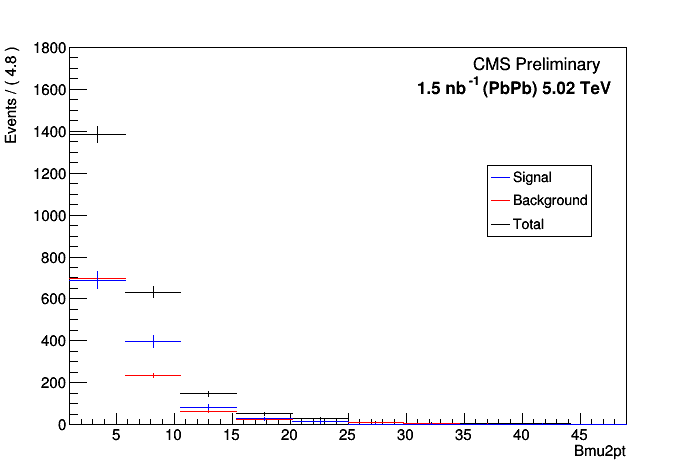 CMS Preliminary
1.5 nb-1 (PbPb) 5.02 TeV
Events / ( 4.8 )
1800
1600
1400
1200
1000
800
600
400
200
0
Signal
Background
Total
5 10 15 20 25 30 35 40 45
Bmu2pt